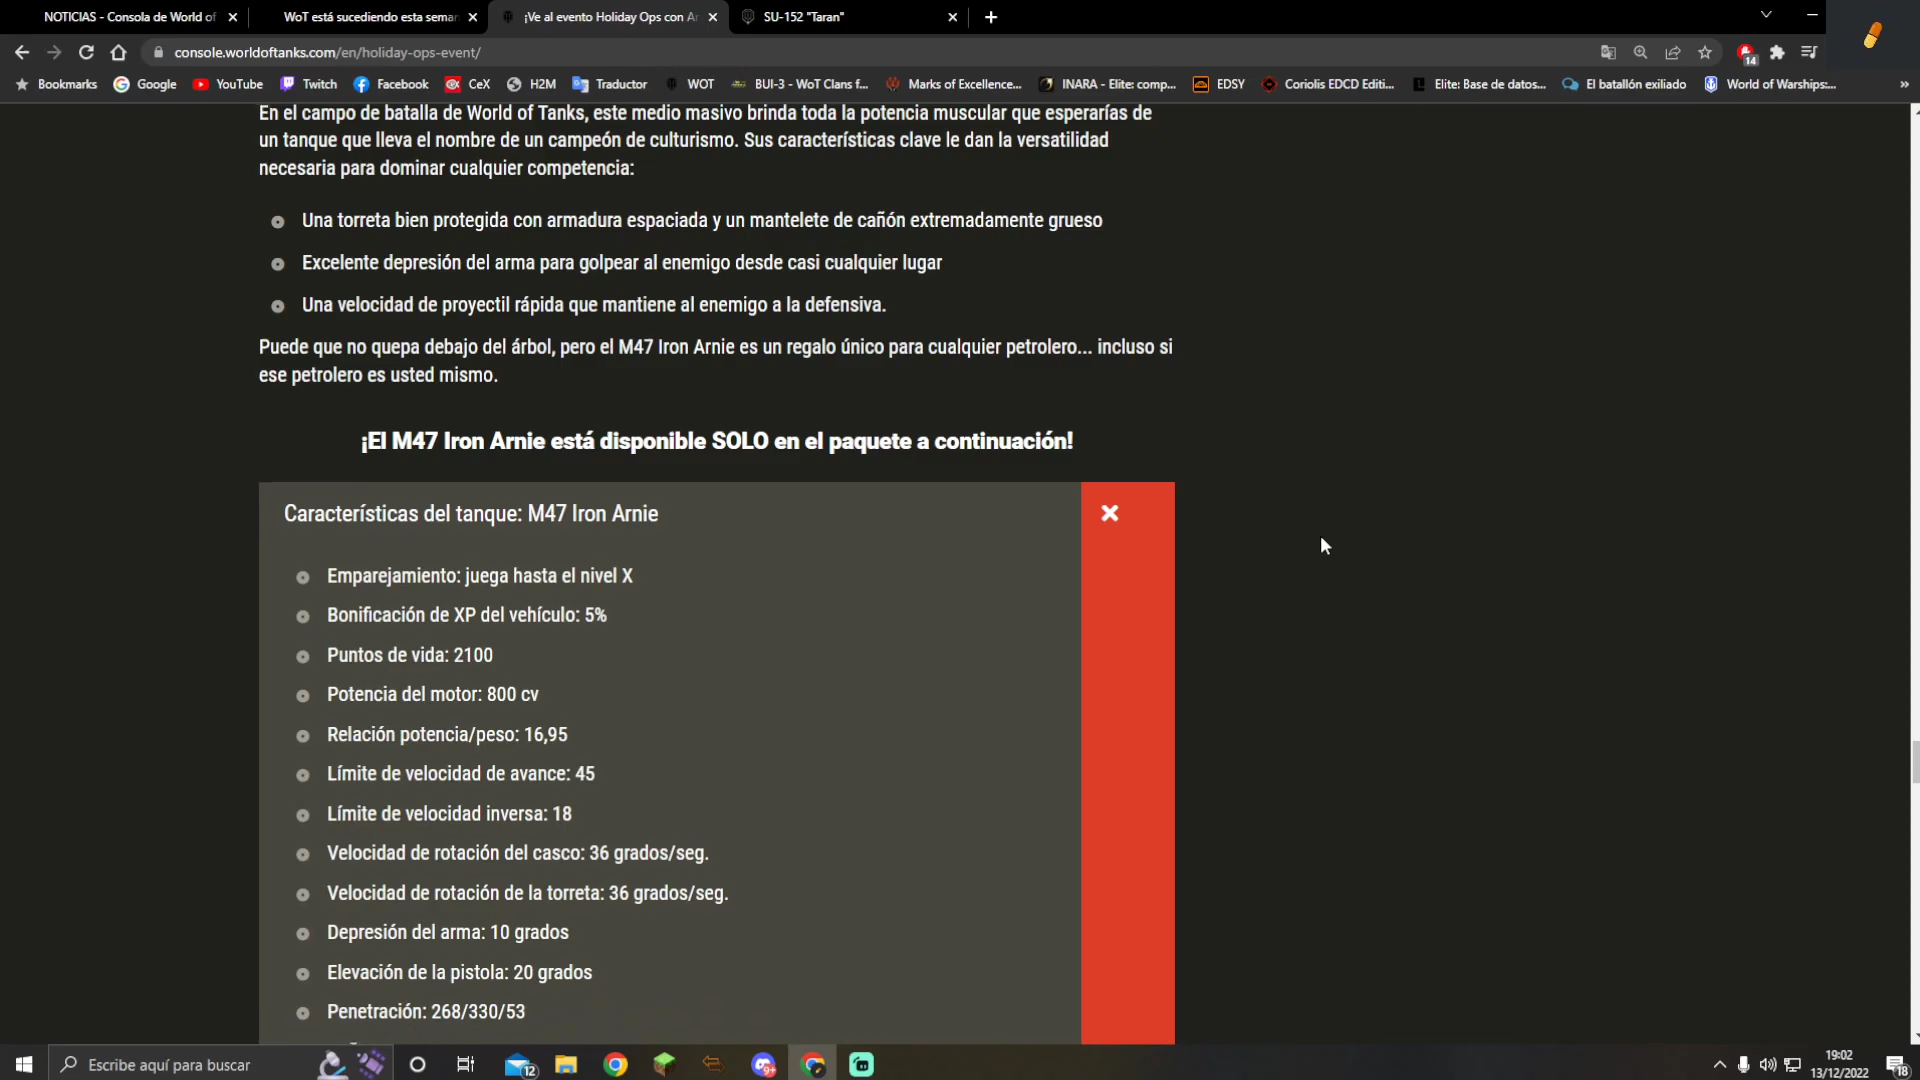 NOTICIAS - Consola de World of
WoT está sucediendo esta semar
¡Ve al evento Holiday Ops con Ar
SU-152 "Taran"
console.worldoftanks.com/en/holiday-ops-event/
14
Bookmarks
Google
YouTube
Twitch
Facebook
CeX
H2M
Traductor
WOT
BUI-3 - WoT Clans f...
Marks of Excellence...
INARA - Elite: comp...
EDSY
Coriolis EDCD Editi...
Elite: Base de datos...
El batallón exiliado
World of Warships:...
»
En el campo de batalla de World of Tanks, este medio masivo brinda toda la potencia muscular que esperarías de
un tanque que lleva el nombre de un campeón de culturismo. Sus características clave le dan la versatilidad
necesaria para dominar cualquier competencia:
Una torreta bien protegida con armadura espaciada y un mantelete de cañón extremadamente grueso
Excelente depresión del arma para golpear al enemigo desde casi cualquier lugar
Una velocidad de proyectil rápida que mantiene al enemigo a la defensiva.
Puede que no quepa debajo del árbol, pero el M47 Iron Arnie es un regalo único para cualquier petrolero... incluso si
ese petrolero es usted mismo.
¡El M47 Iron Arnie está disponible SOLO en el paquete a continuación!
Características del tanque: M47 Iron Arnie
Emparejamiento: juega hasta el nivel X
Bonificación de XP del vehículo: 5%
Puntos de vida: 2100
Potencia del motor: 800 cv
Relación potencia/peso: 16,95
Límite de velocidad de avance: 45
Límite de velocidad inversa: 18
Velocidad de rotación del casco: 36 grados/seg.
Velocidad de rotación de la torreta: 36 grados/seg.
Depresión del arma: 10 grados
Elevación de la pistola: 20 grados
Penetración: 268/330/53
Escribe aquí para buscar
12
9+
19:02
13/12/2022
18